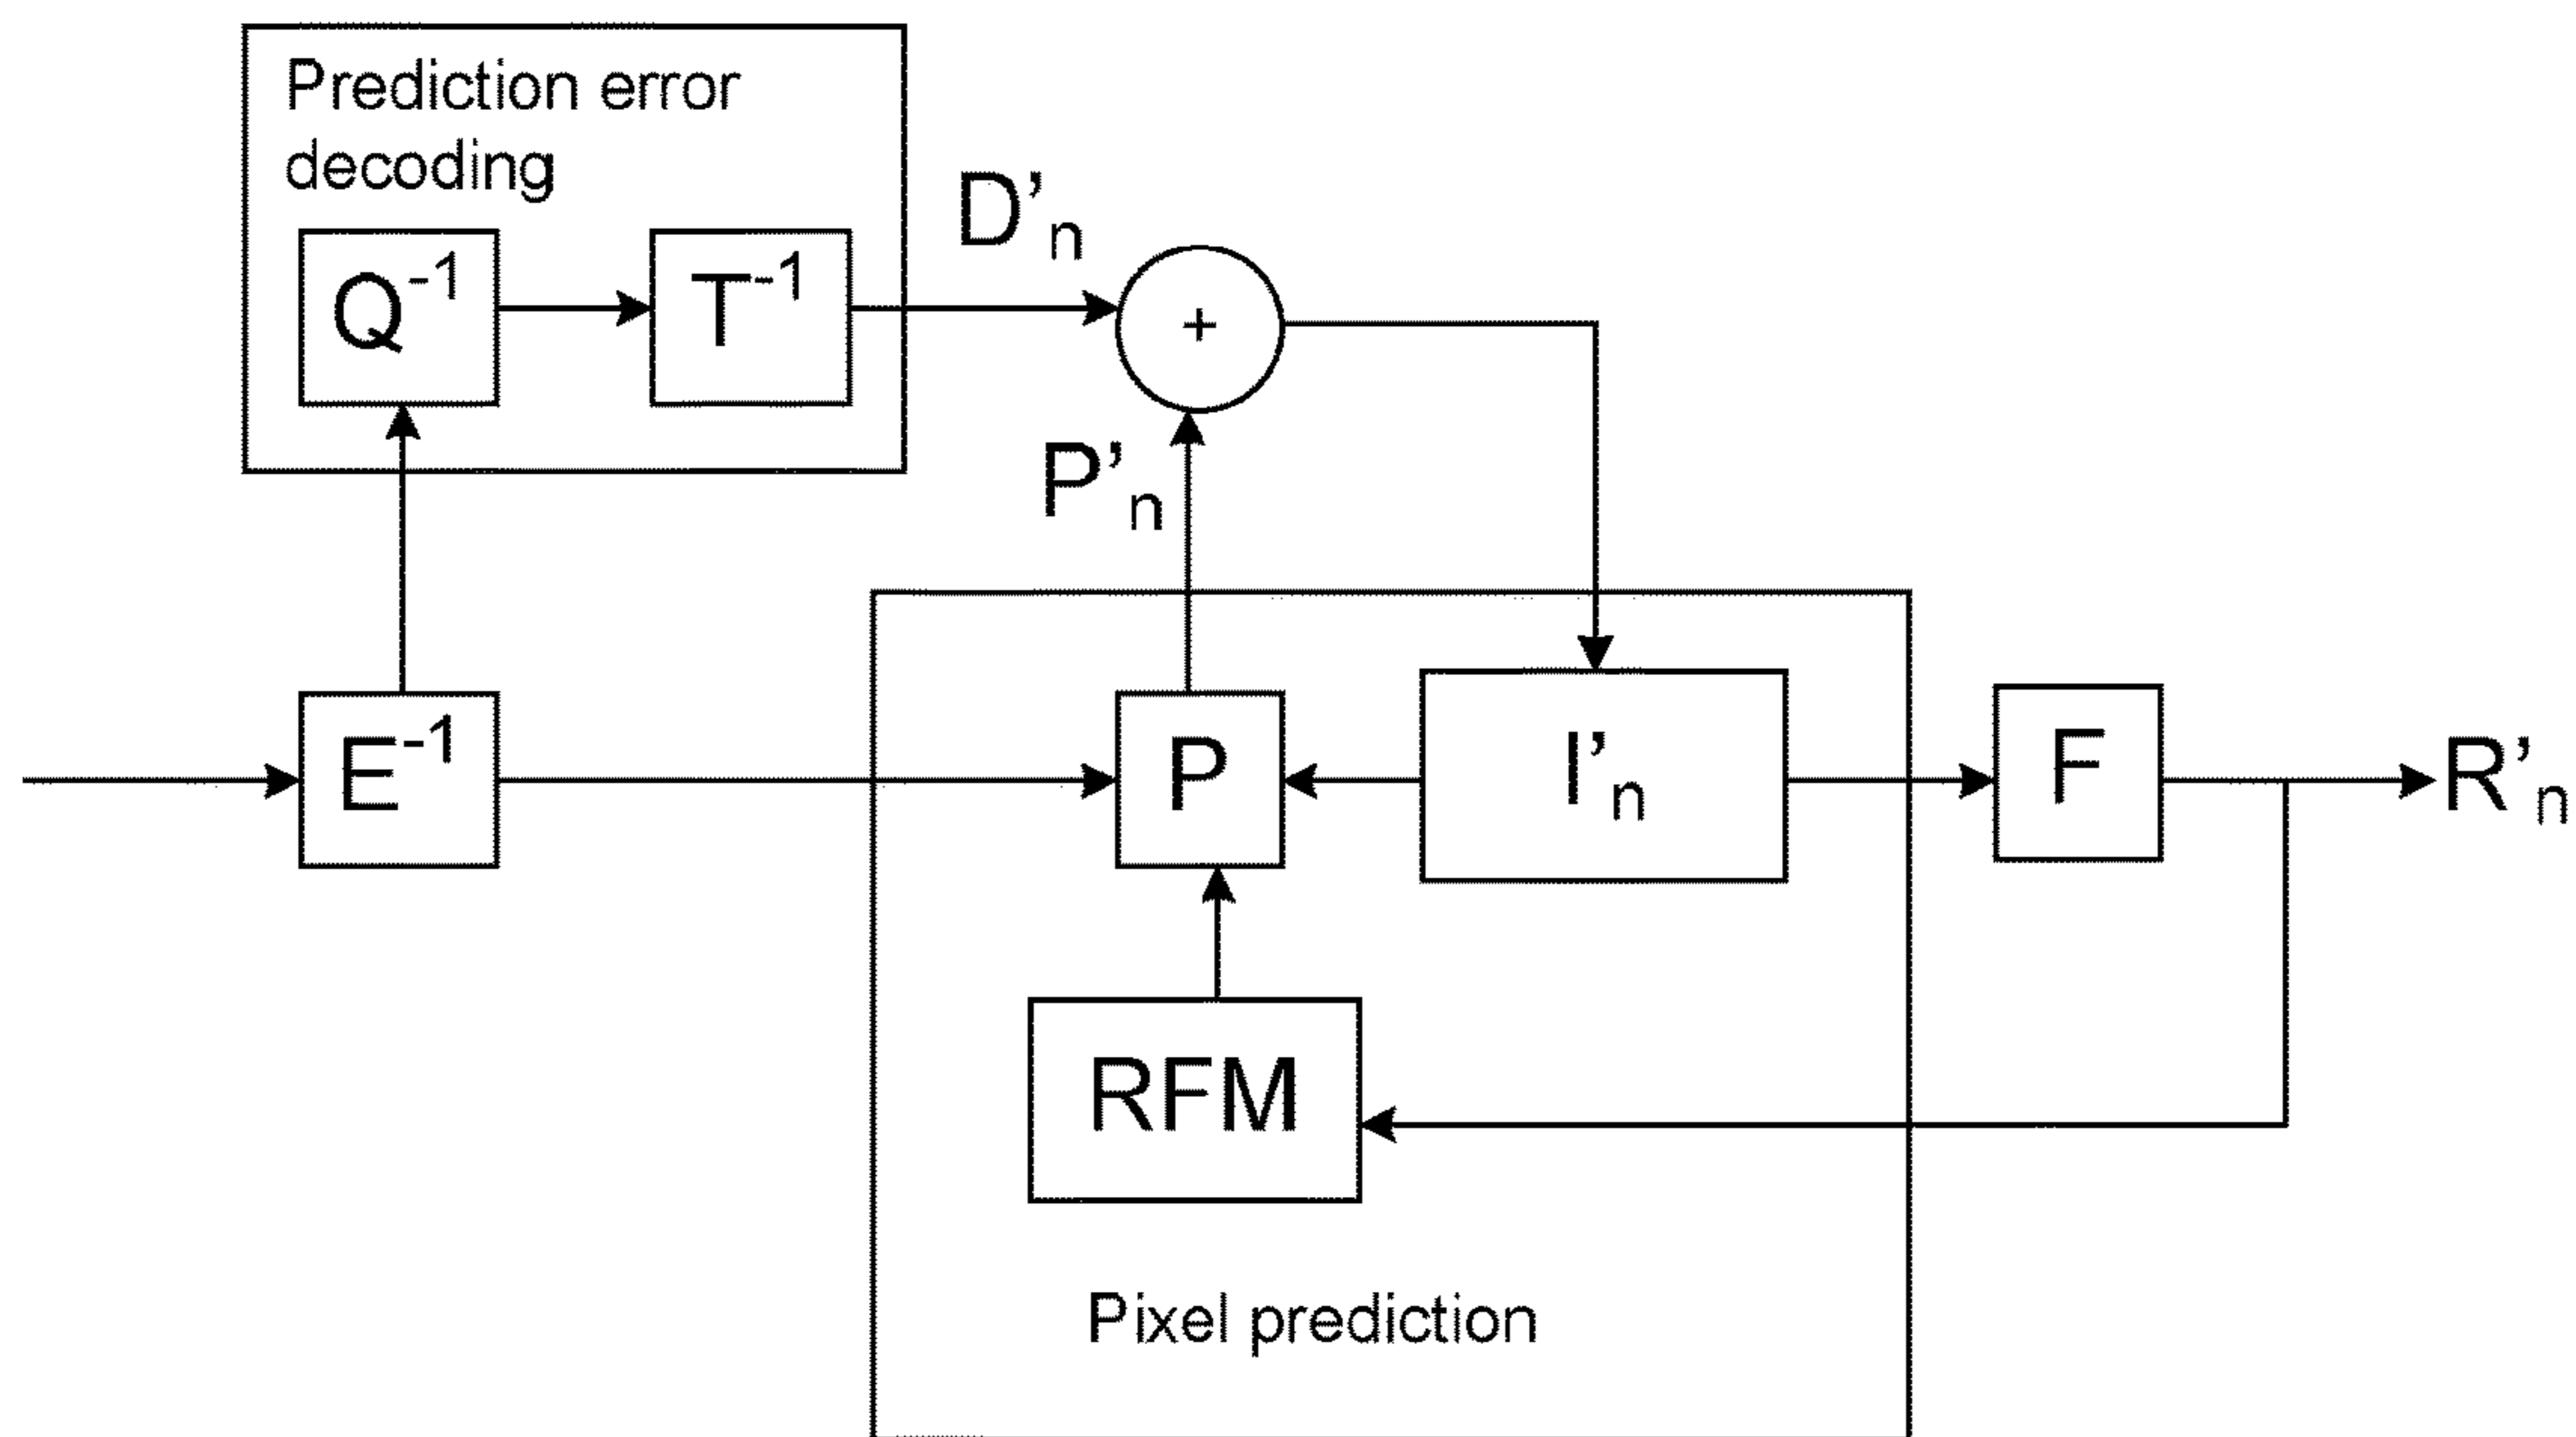 Prediction error
decoding
Q-1
T-1
D'n
+
P'n
E-1
P
I'n
F
R'n
RFM
Pixel prediction